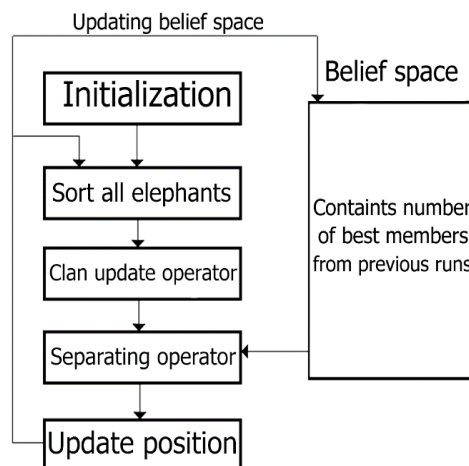 Updating belief space
Belief space
Initialization
Sort all elephants
Containts number
of best members
from previous runs
Clan update operator
Separating operator
Update position